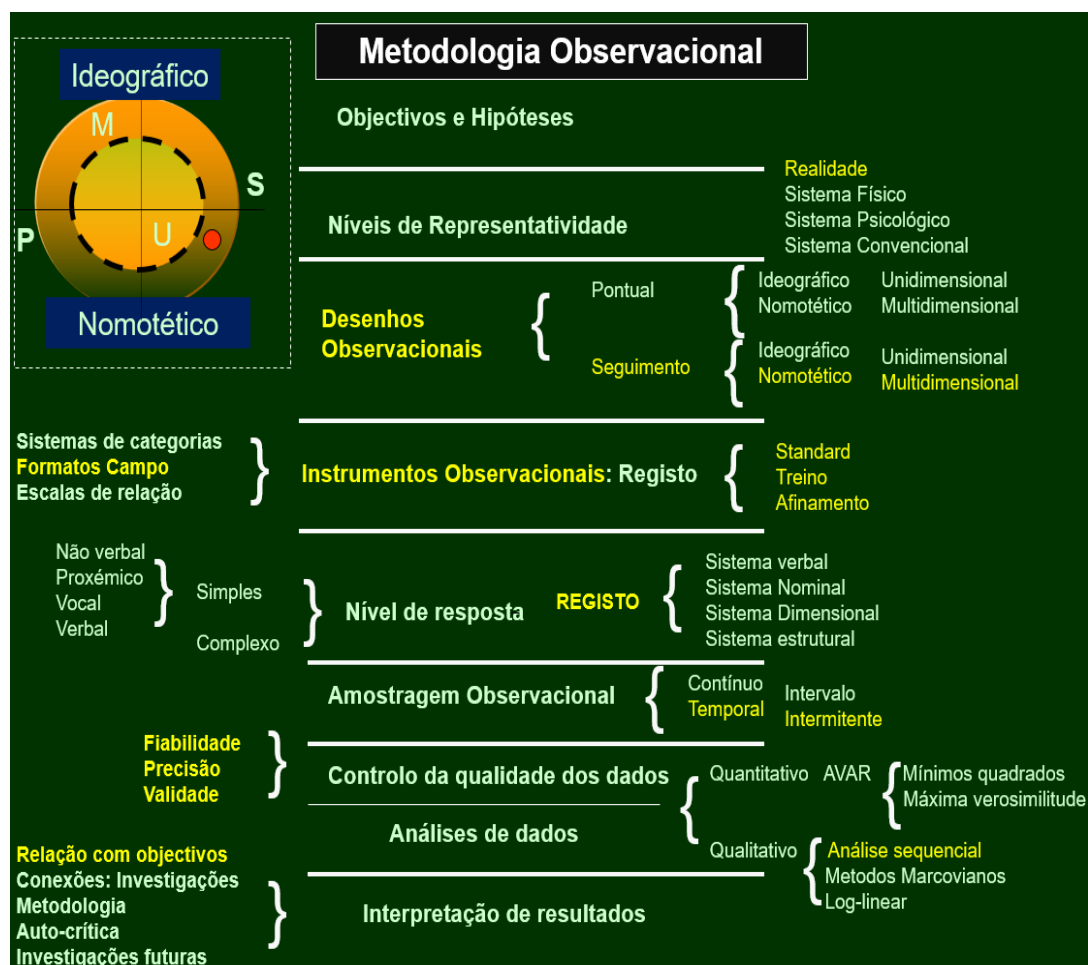 Metodologia Observacional
Ideográfico
M
S
P
U
Nomotético
Objectivos e Hipóteses
Níveis de Representatividade
Realidade
Sistema Físico
Sistema Psicológico
Sistema Convencional
Desenhos
Observacionais
Pontual
Ideográfico Unidimensional
Nomotético Multidimensional
Seguimento
Ideográfico Unidimensional
Nomotético Multidimensional
Sistemas de categorias
Formatos Campo
Escalas de relação
Instrumentos Observacionais: Registo
Standard
Treino
Afinamento
Não verbal
Proxémico
Vocal
Verbal
Simples
Complexo
Nível de resposta
REGISTO
Sistema verbal
Sistema Nominal
Sistema Dimensional
Sistema estrutural
Amostragem Observacional
Contínuo
Temporal
Intervalo
Intermitente
Fiabilidade
Precisão
Validade
Controlo da qualidade dos dados
Análises de dados
Quantitativo AVAR
Mínimos quadrados
Máxima verosimilitude
Qualitativo
Análise sequencial
Metodos Marcovianos
Log-linear
Relação com objectivos
Conexões: Investigações
Metodologia
Auto-crítica
Investigações futuras
Interpretação de resultados